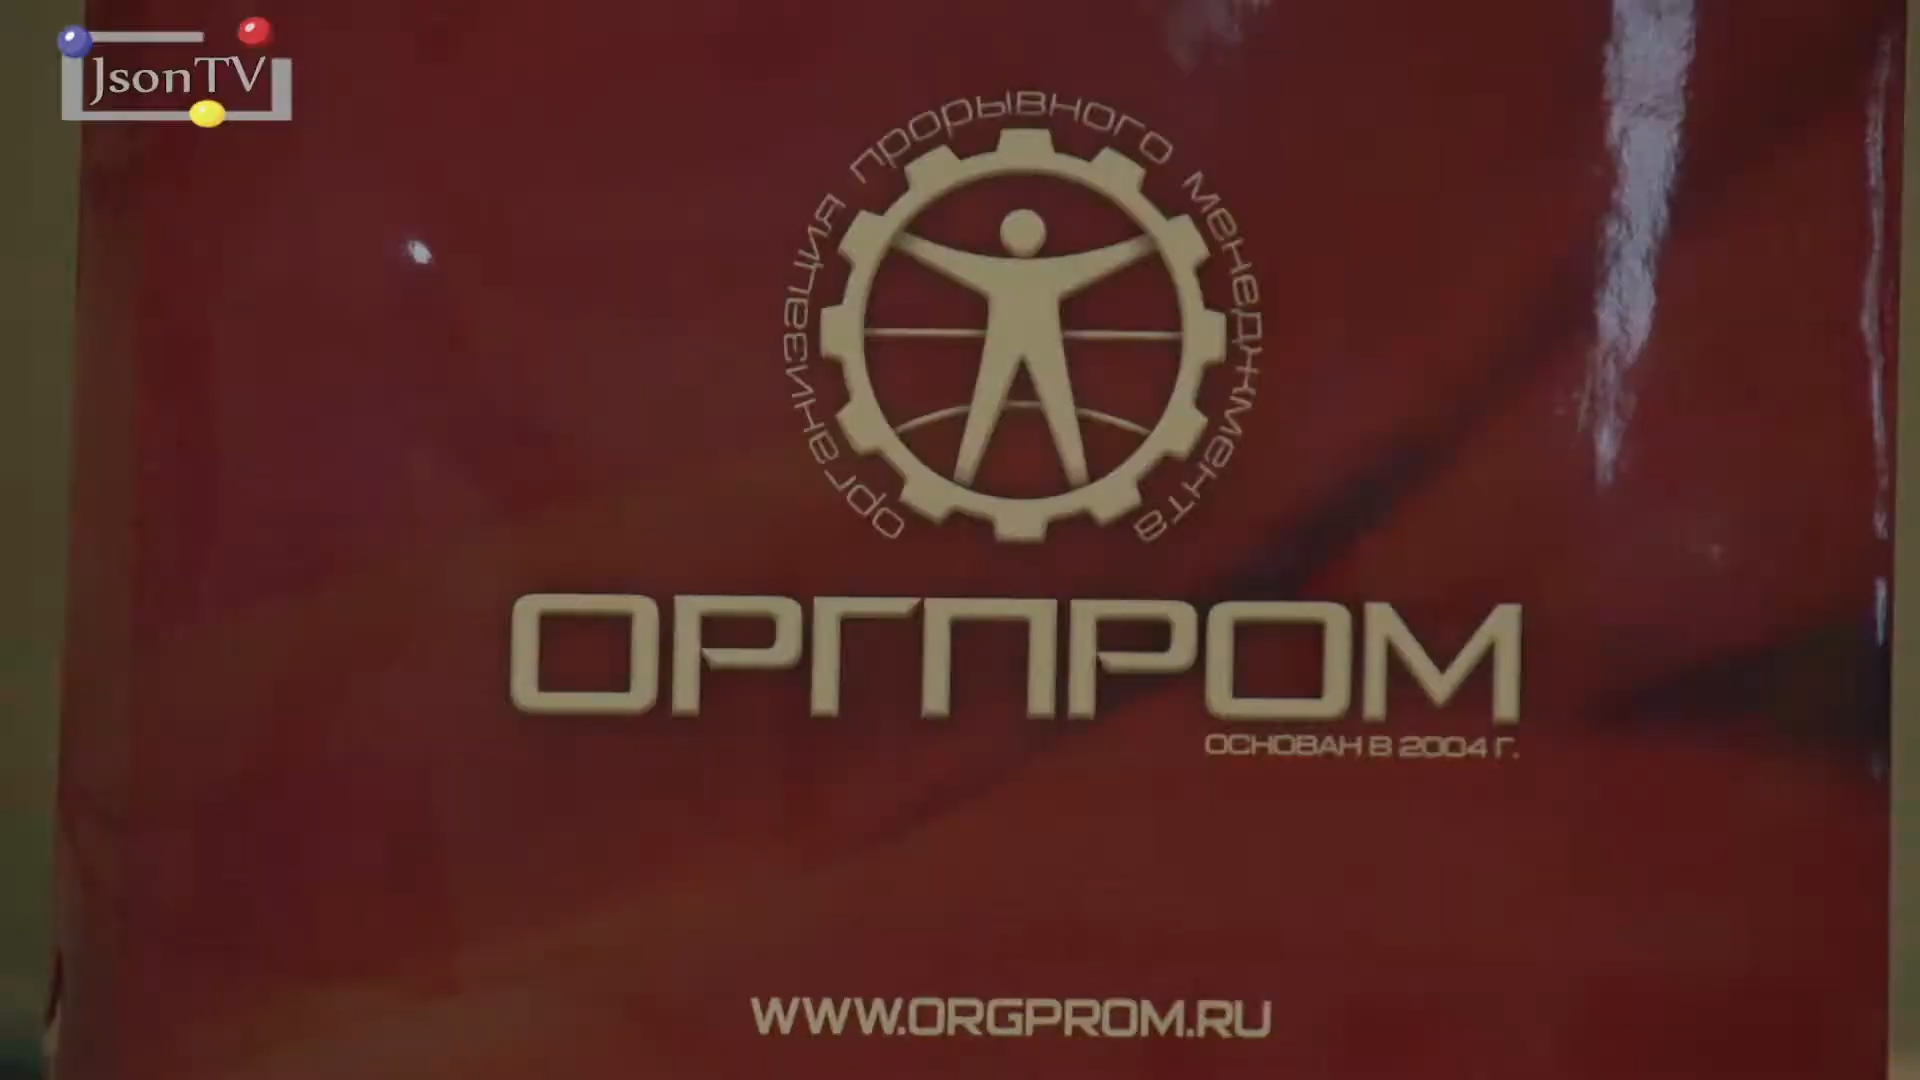 JsonTV
организация прорывного менеджмента
ОРГПРОМ
ОСНОВАН В 2004 Г.
WWW.ORGPROM.RU